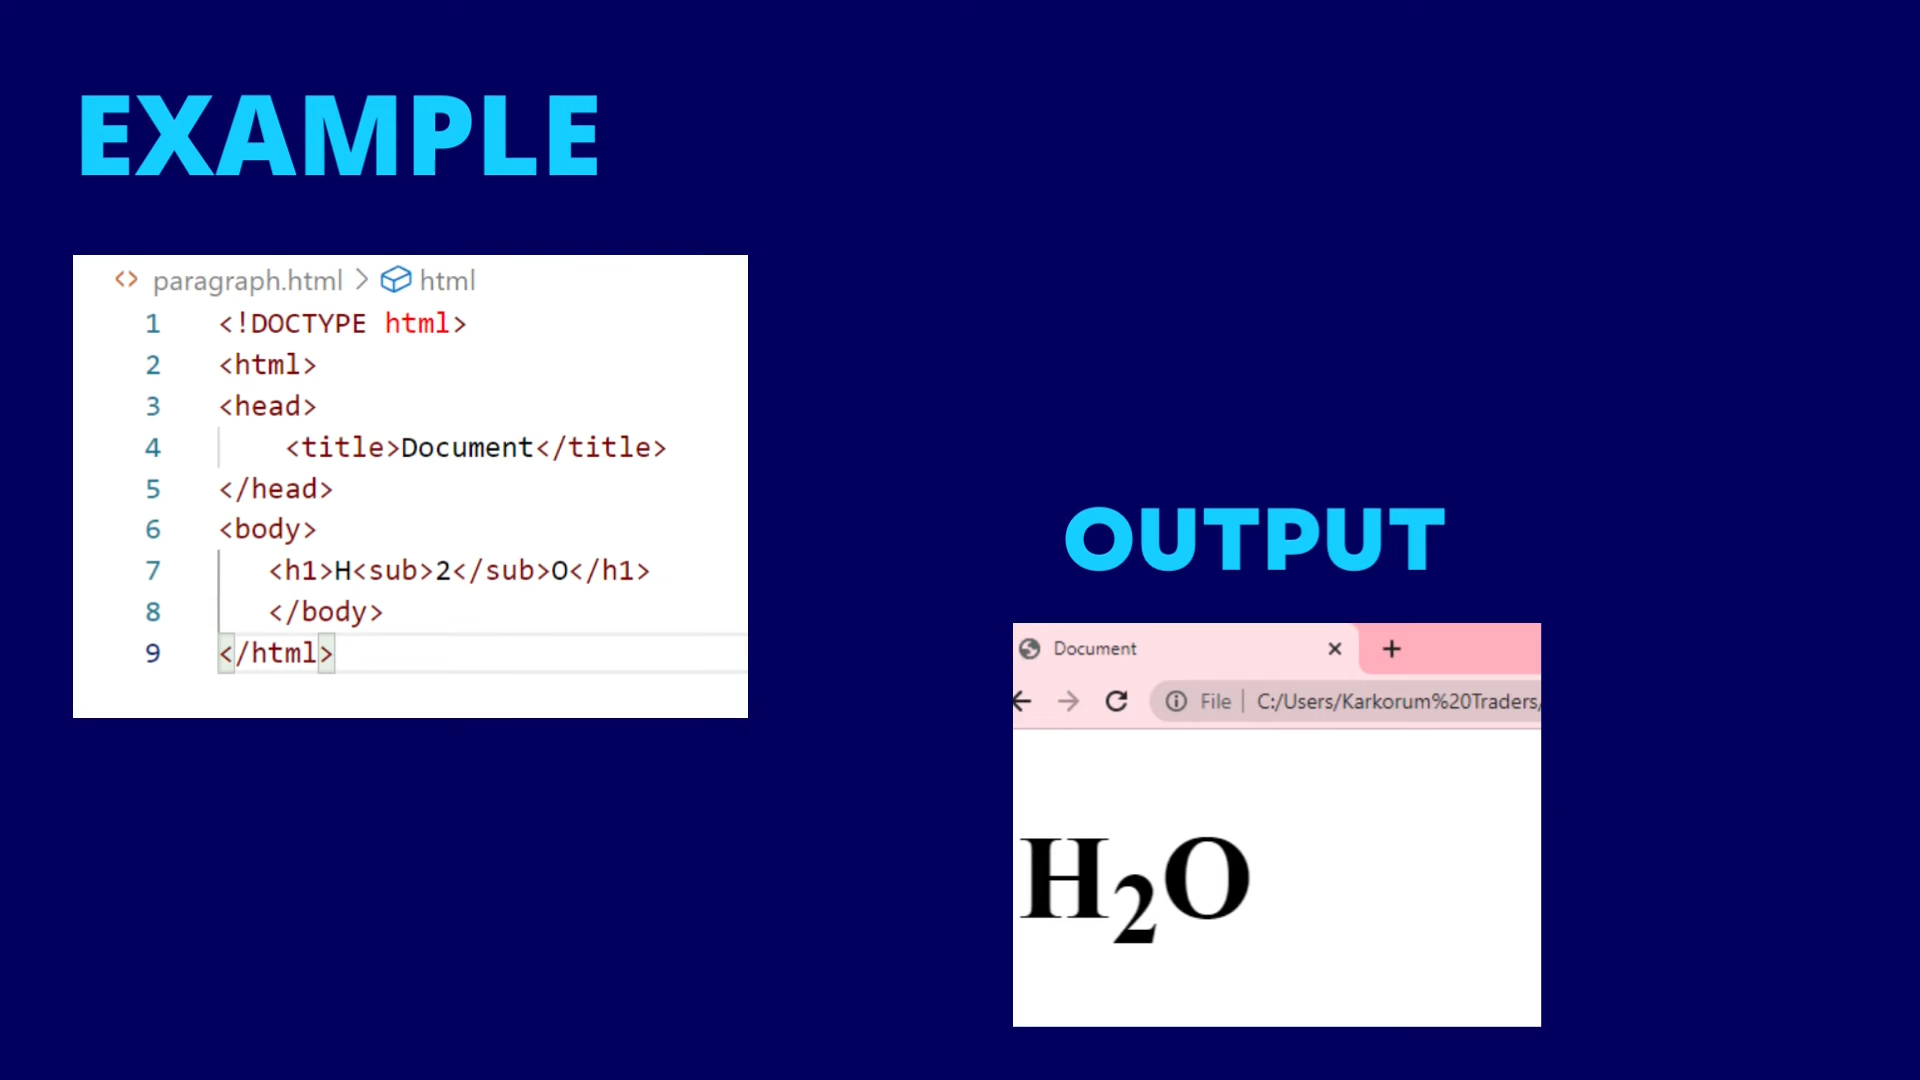 EXAMPLE
<> paragraph.html > html
1 <!DOCTYPE html>
2 <html>
3 <head>
4 <title>Document</title>
5 </head>
6 <body>
7 <h1>H<sub>2</sub>O</h1>
8 </body>
9 </html>
OUTPUT
Document
File | C:/Users/Karkorum%20Traders/
H₂O